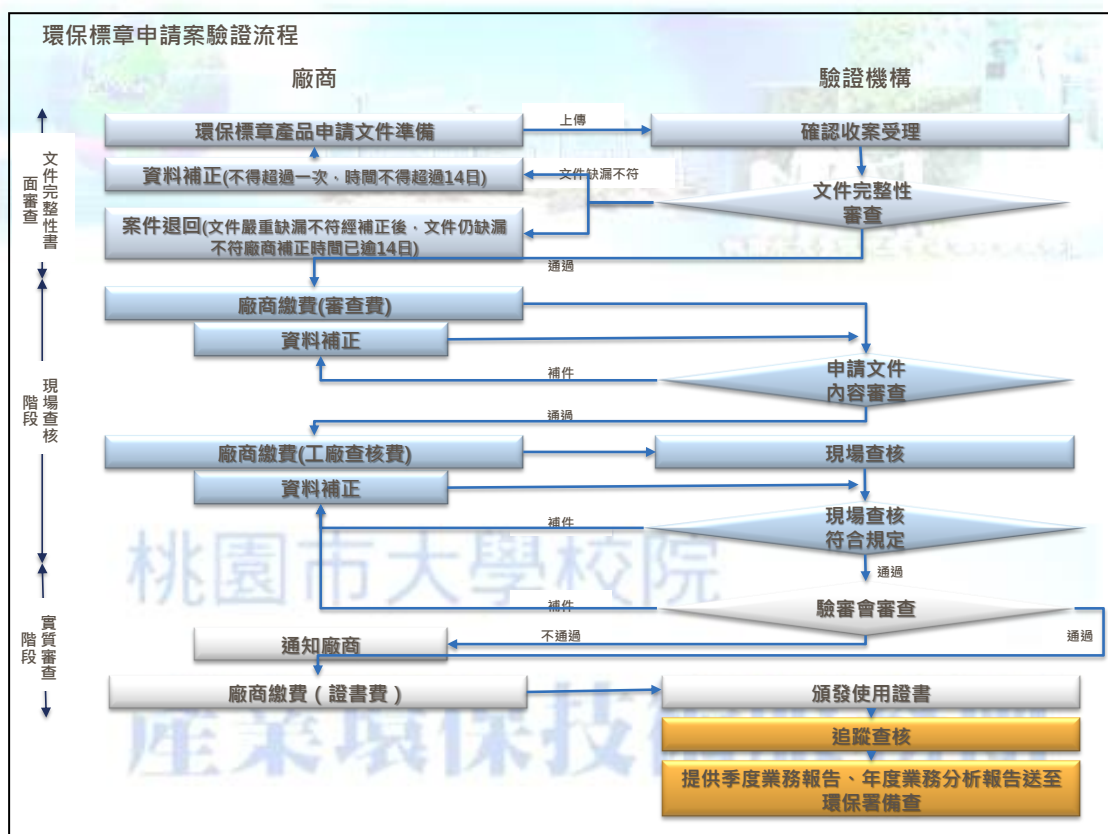 環保標章申請案驗證流程
廠商
驗證機構
文件完整性書
面審查
環保標章產品申請文件準備
上傳
確認收案受理
資料補正(不得超過一次、時間不得超過14日)
文件缺漏不符
文件完整性
審查
案件退回(文件嚴重缺漏不符經補正後、文件仍缺漏
不符廠商補正時間已逾14日)
通過
現場查核
階段
廠商繳費(審查費)
資料補正
補件
申請文件
內容審查
通過
廠商繳費(工廠查核費)
現場查核
資料補正
補件
現場查核
符合規定
通過
桃園市大學校院
實質審查
階段
補件
驗審會審查
不通過
通過
通知廠商
廠商繳費(證書費)
頒發使用證書
產業環保技
追蹤查核
提供季度業務報告、年度業務分析報告送至
環保署備查